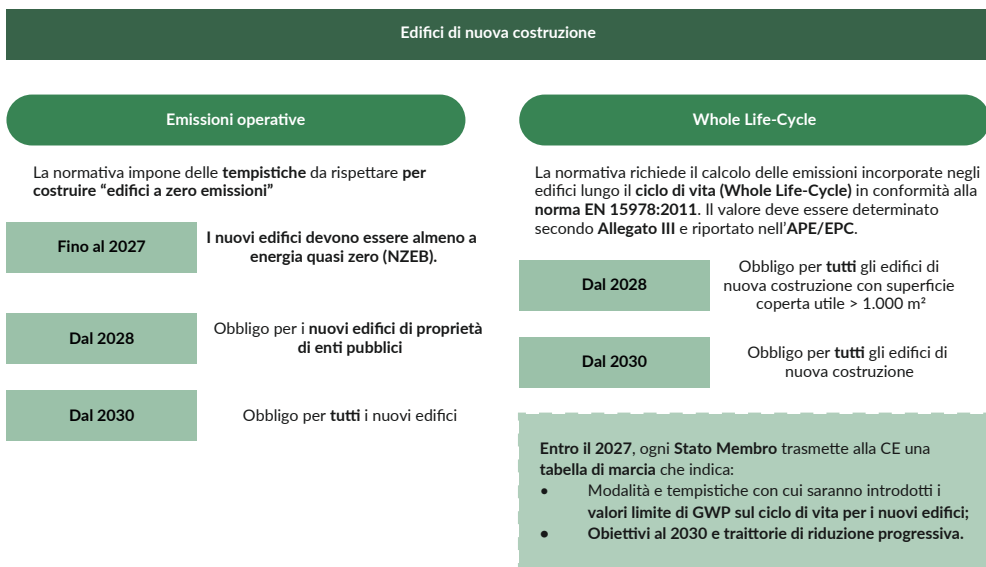 Edifici di nuova costruzione
Emissioni operative
La normativa impone delle tempistiche da rispettare per
costruire “edifici a zero emissioni”
Fino al 2027
I nuovi edifici devono essere almeno a
energia quasi zero (NZEB).
Dal 2028
Obbligo per i nuovi edifici di proprietà
di enti pubblici
Dal 2030
Obbligo per tutti i nuovi edifici
Whole Life-Cycle
La normativa richiede il calcolo delle emissioni incorporate negli
edifici lungo il ciclo di vita (Whole Life-Cycle) in conformità alla
norma EN 15978:2011. Il valore deve essere determinato
secondo Allegato III e riportato nell’APE/EPC.
Dal 2028
Obbligo per tutti gli edifici di
nuova costruzione con superficie
coperta utile > 1.000 m²
Dal 2030
Obbligo per tutti gli edifici di
nuova costruzione
Entro il 2027, ogni Stato Membro trasmette alla CE una
tabella di marcia che indica:
• Modalità e tempistiche con cui saranno introdotti i
valori limite di GWP sul ciclo di vita per i nuovi edifici;
• Obiettivi al 2030 e traittorie di riduzione progressiva.